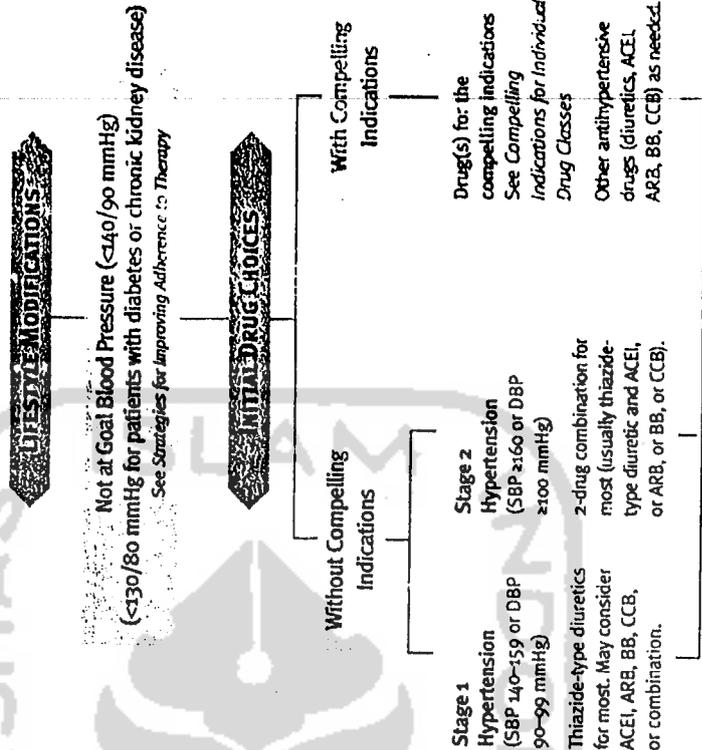 LIFESTYLE MODIFICATIONS
Not at Goal Blood Pressure (<140/90 mmHg)
(<130/80 mmHg for patients with diabetes or chronic kidney disease)
See Strategies for Improving Adherence to Therapy
INITIAL DRUG CHOICES
Without Compelling
Indications
With Compelling
Indications
Stage 1
Hypertension
(SBP 140–159 or DBP
90–99 mmHg)
Thiazide-type diuretics
for most. May consider
ACEI, ARB, BB, CCB,
or combination.
Stage 2
Hypertension
(SBP ≥160 or DBP
≥100 mmHg)
2-drug combination for
most (usually thiazide-
type diuretic and ACEI,
or ARB, or BB, or CCB).
Drug(s) for the
compelling indications
See Compelling
Indications for Individual
Drug Classes
Other antihypertensive
drugs (diuretics, ACEI,
ARB, BB, CCB) as needed.
ISLAM